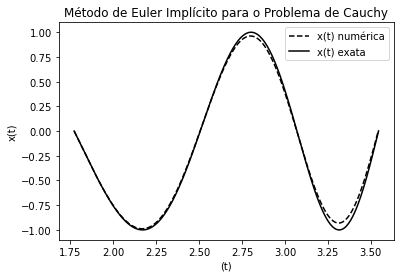 Método de Euler Implícito para o Problema de Cauchy
x(t) numérica
x(t) exata
1.00
0.75
0.50
0.25
0.00
−0.25
−0.50
−0.75
−1.00
x(t)
1.75 2.00 2.25 2.50 2.75 3.00 3.25 3.50
(t)